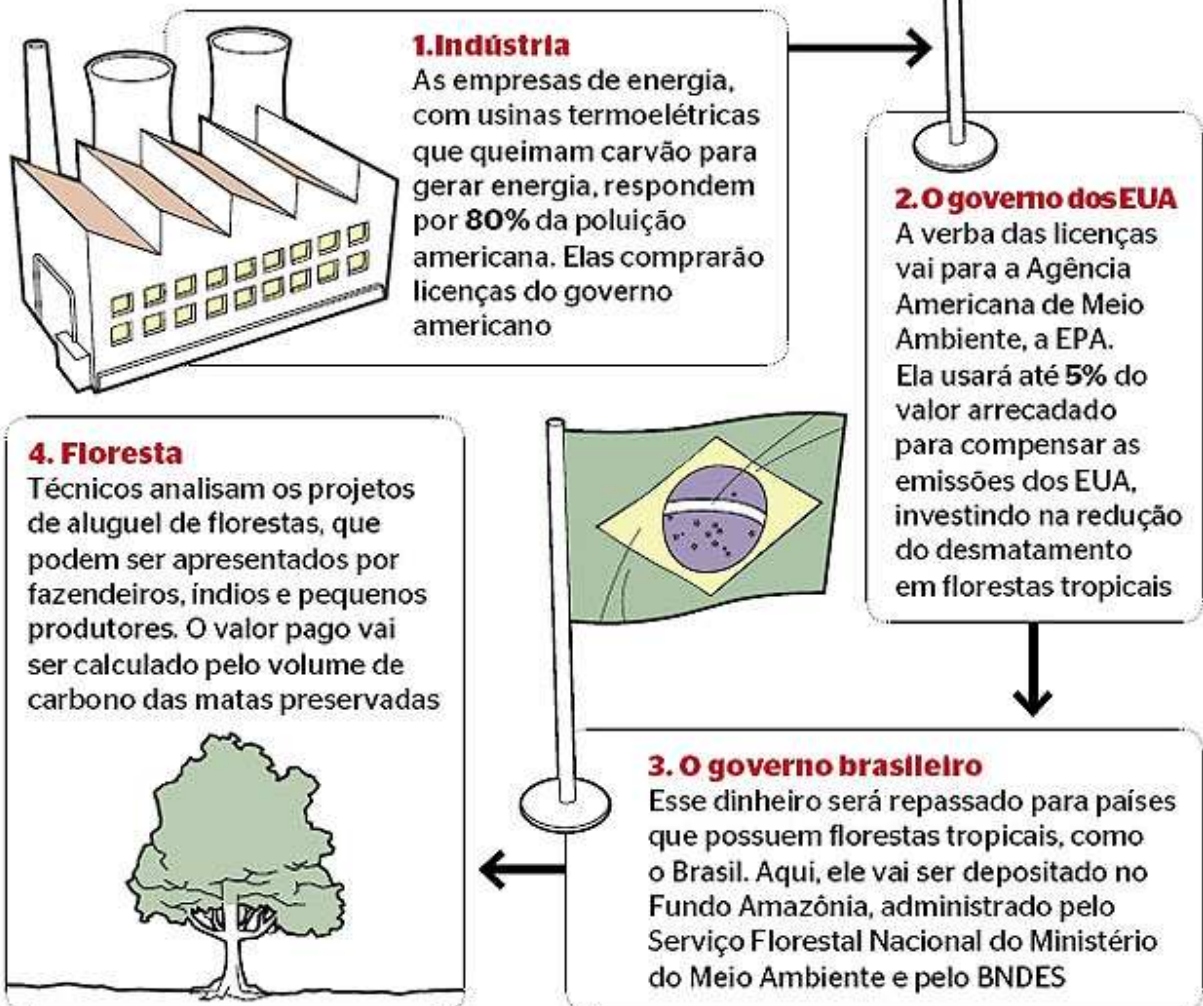 1.Indústria
As empresas de energia,
com usinas termoelétricas
que queimam carvão para
gerar energia, respondem
por 80% da poluição
americana. Elas comprarão
licenças do governo
americano
2. O governo dos EUA
A verba das licenças
vai para a Agência
Americana de Meio
Ambiente, a EPA.
Ela usará até 5% do
valor arrecadado
para compensar as
emissões dos EUA,
investindo na redução
do desmatamento
em florestas tropicais
3. O governo brasileiro
Esse dinheiro será repassado para países
que possuem florestas tropicais, como
o Brasil. Aqui, ele vai ser depositado no
Fundo Amazônia, administrado pelo
Serviço Florestal Nacional do Ministério
do Meio Ambiente e pelo BNDES
4. Floresta
Técnicos analisam os projetos
de aluguel de florestas, que
podem ser apresentados por
fazendeiros, índios e pequenos
produtores. O valor pago vai
ser calculado pelo volume de
carbono das matas preservadas